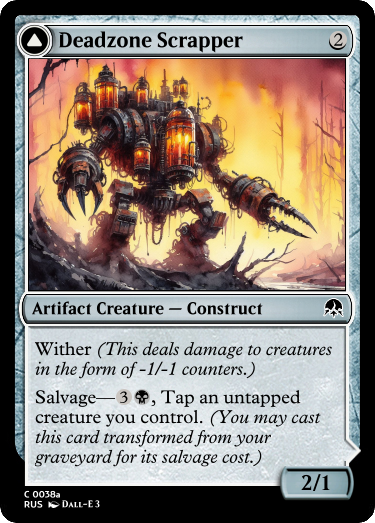 Deadzone Scrapper 2
Artifact Creature — Construct
Wither (This deals damage to creatures
in the form of -1/-1 counters.)
Salvage—3, Tap an untapped
creature you control. (You may cast
this card transformed from your
graveyard for its salvage cost.)
2/1
C 0038a
RUS DALL-E 3